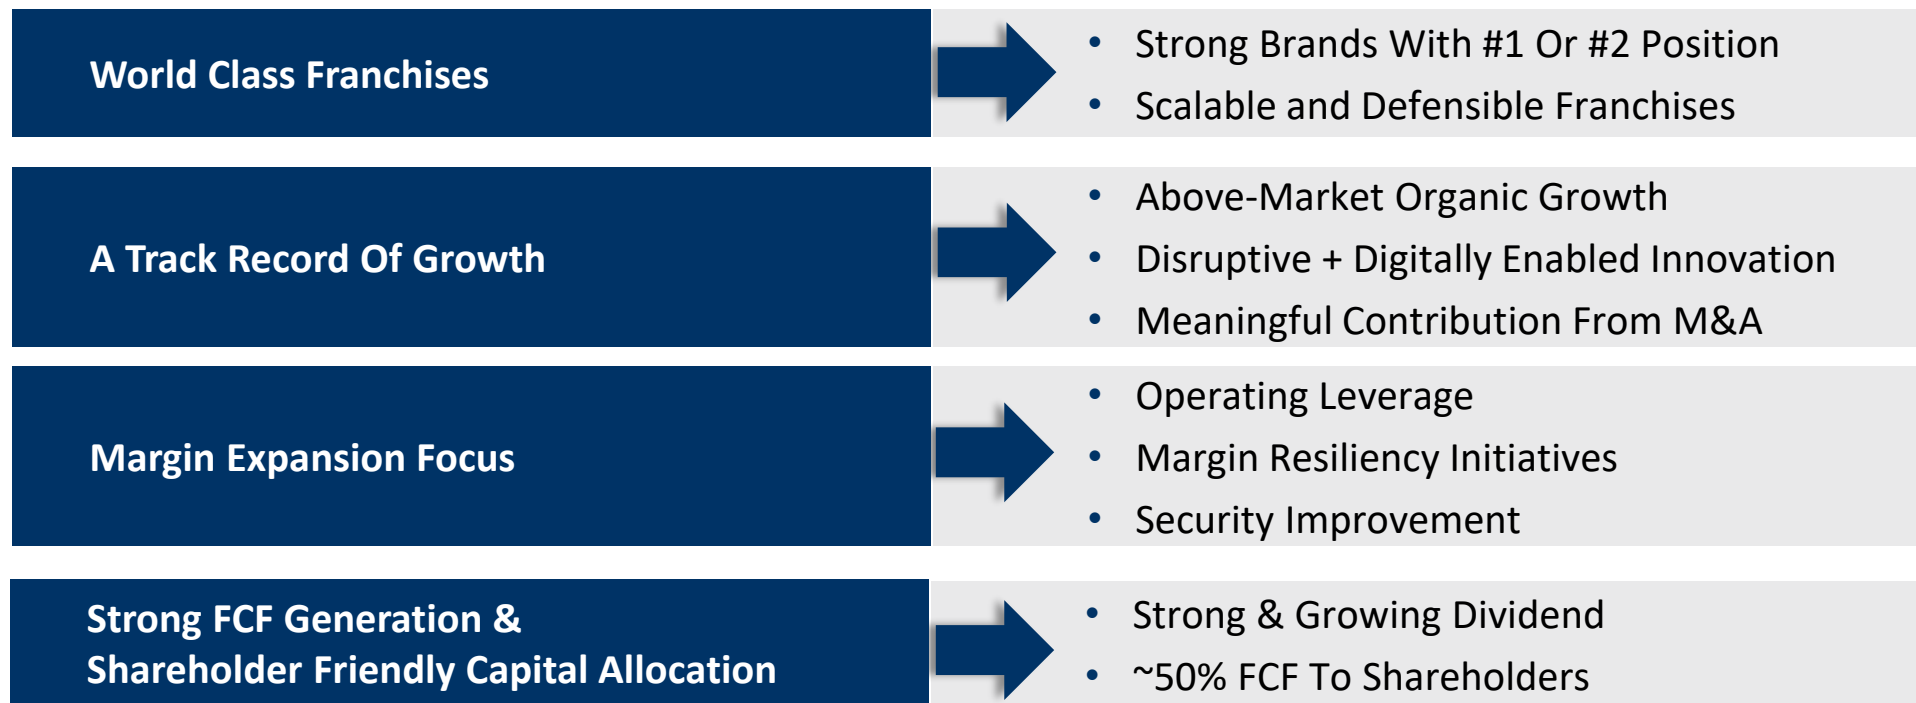 World Class Franchises
• Strong Brands With #1 Or #2 Position
• Scalable and Defensible Franchises
A Track Record Of Growth
• Above-Market Organic Growth
• Disruptive + Digitally Enabled Innovation
• Meaningful Contribution From M&A
Margin Expansion Focus
• Operating Leverage
• Margin Resiliency Initiatives
• Security Improvement
Strong FCF Generation &
Shareholder Friendly Capital Allocation
• Strong & Growing Dividend
• ~50% FCF To Shareholders